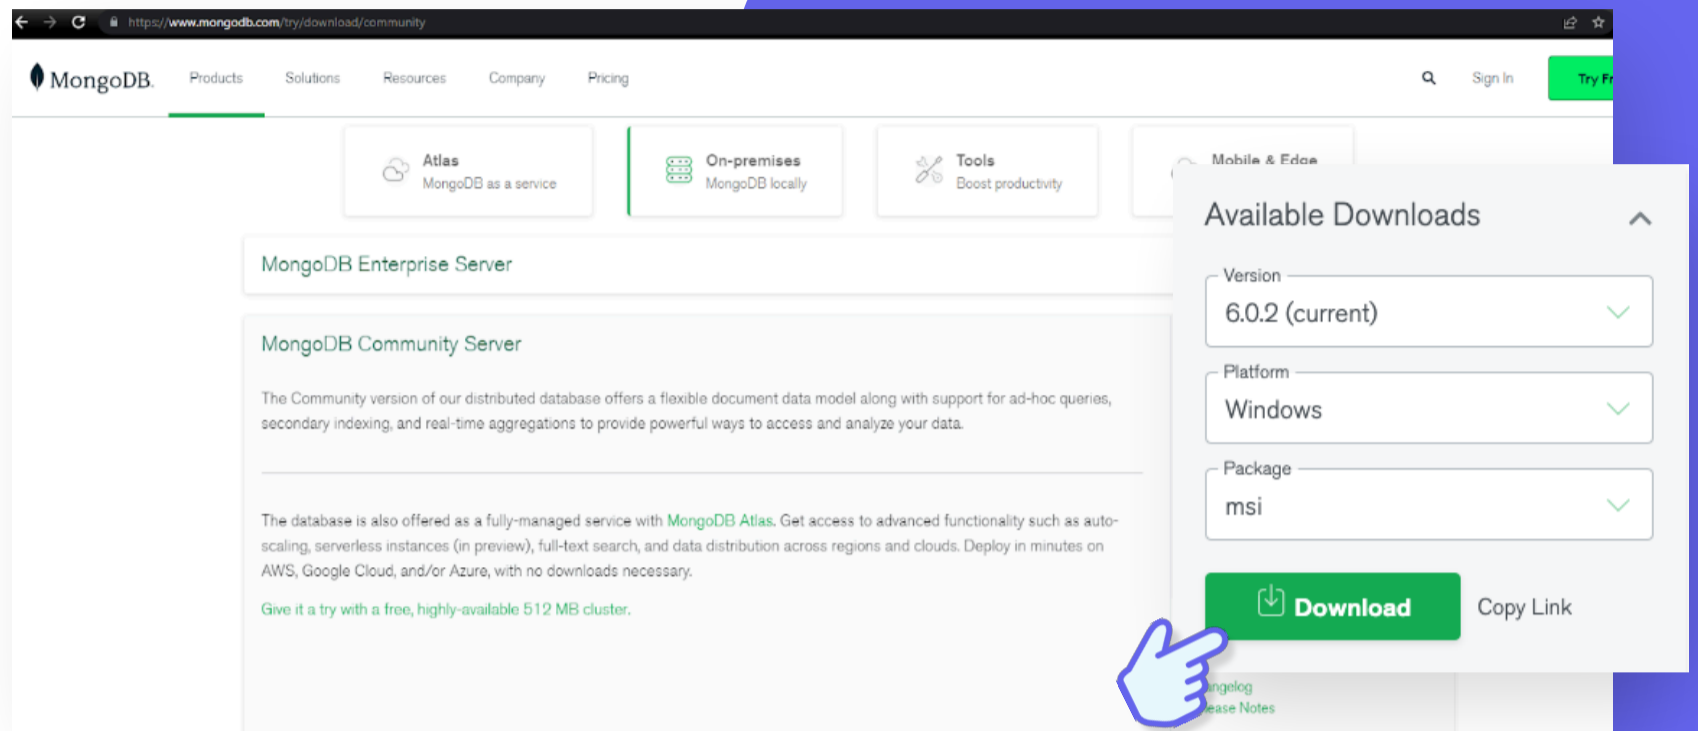 https://www.mongodb.com/try/download/community
MongoDB.
Products
Solutions
Resources
Company
Pricing
Sign In
Try
Atlas
MongoDB as a service
On-premises
MongoDB locally
Tools
Boost productivity
Mobile & Edge
MongoDB Enterprise Server
MongoDB Community Server
The Community version of our distributed database offers a flexible document data model along with support for ad-hoc queries,
secondary indexing, and real-time aggregations to provide powerful ways to access and analyze your data.
The database is also offered as a fully-managed service with MongoDB Atlas. Get access to advanced functionality such as auto-
scaling, serverless instances (in preview), full-text search, and data distribution across regions and clouds. Deploy in minutes on
AWS, Google Cloud, and/or Azure, with no downloads necessary.
Give it a try with a free, highly-available 512 MB cluster.
Available Downloads
Version
6.0.2 (current)
Platform
Windows
Package
msi
Download
Copy Link
Notes